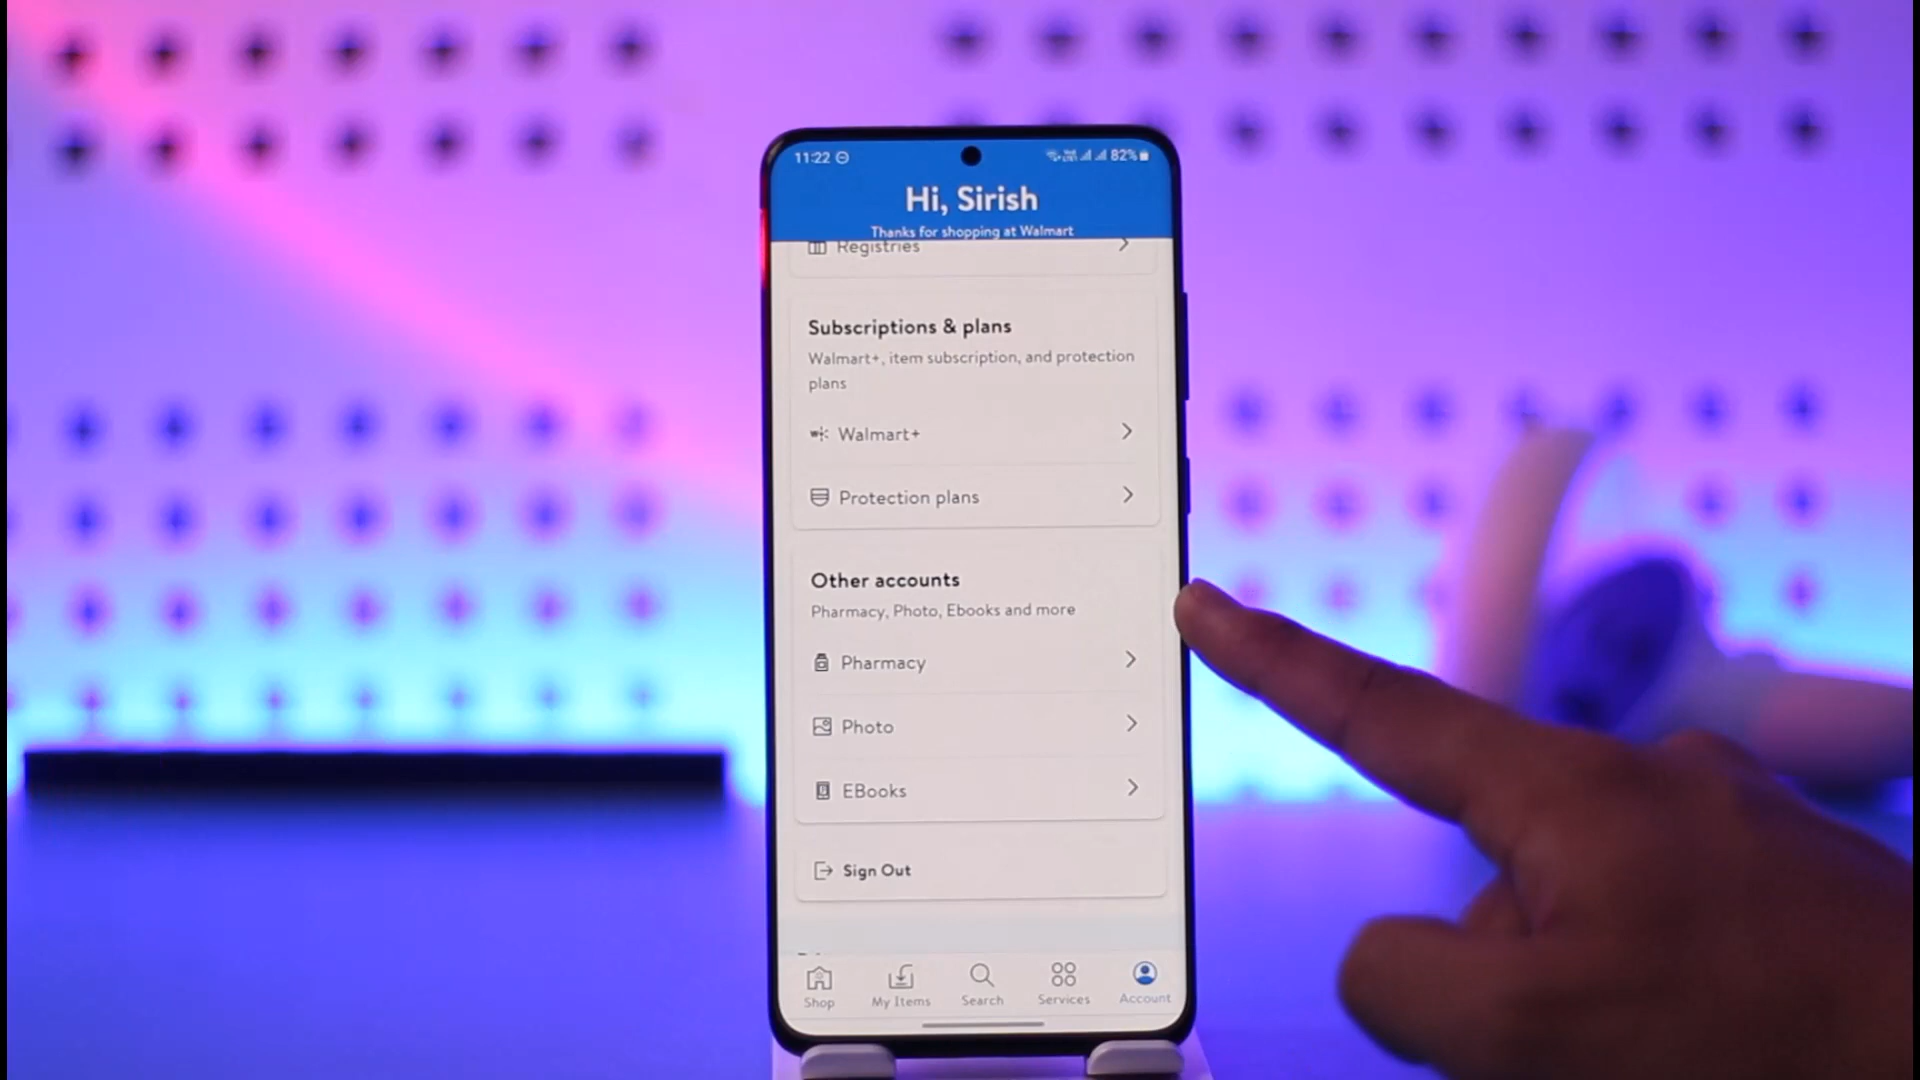 11:22
82%
Hi, Sirish
Thanks for shopping at Walmart
Registries
Subscriptions & plans
Walmart+, item subscription, and protection
plans
Walmart+
Protection plans
Other accounts
Pharmacy, Photo, Ebooks and more
Pharmacy
Photo
EBooks
Sign Out
Shop
My Items
Search
Services
Account